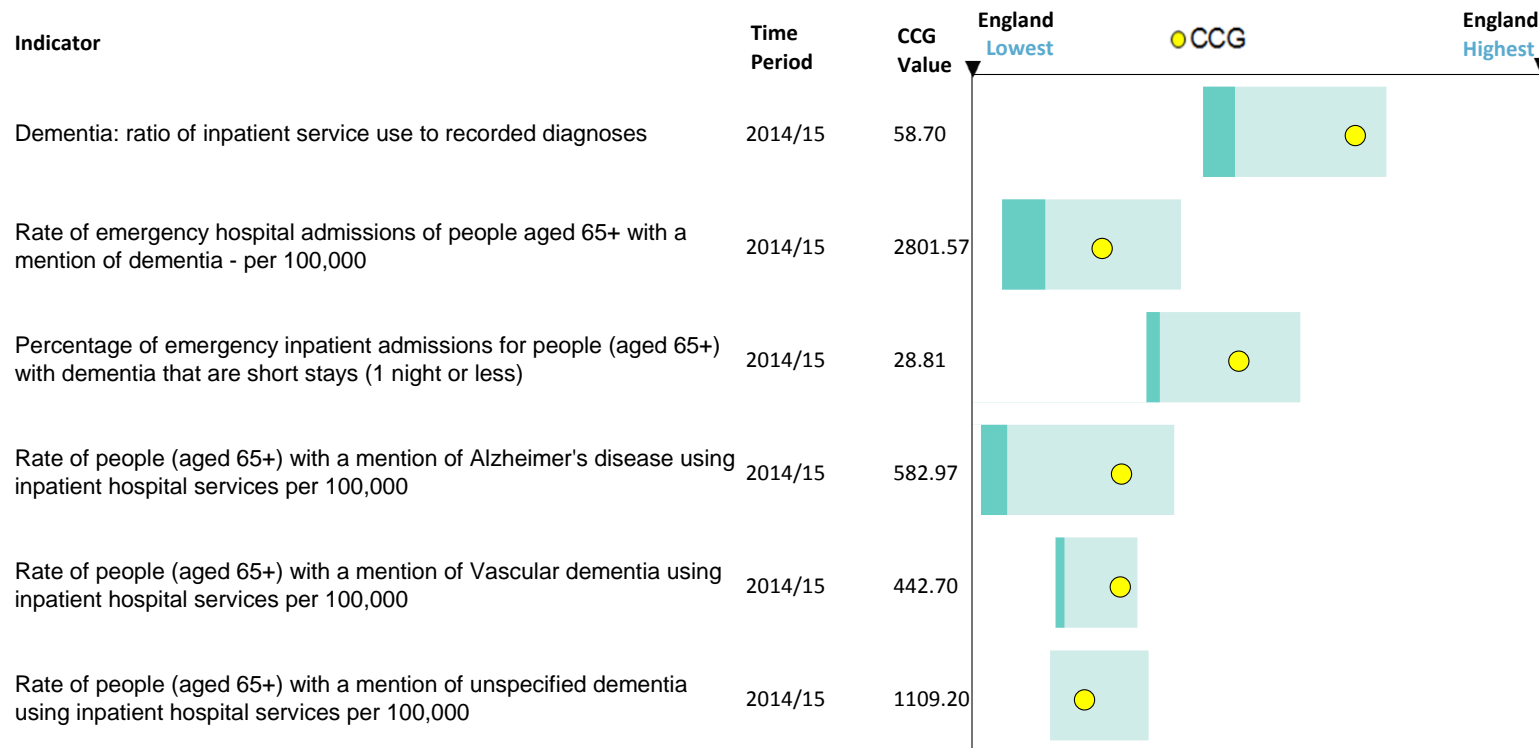 Indicator
Time
Period
CCG
Value
England
Lowest
CCG
England
Highest
Dementia: ratio of inpatient service use to recorded diagnoses 2014/15 58.70
Rate of emergency hospital admissions of people aged 65+ with a
mention of dementia - per 100,000
2014/15 2801.57
Percentage of emergency inpatient admissions for people (aged 65+)
with dementia that are short stays (1 night or less)
2014/15 28.81
Rate of people (aged 65+) with a mention of Alzheimer's disease using
inpatient hospital services per 100,000
2014/15 582.97
Rate of people (aged 65+) with a mention of Vascular dementia using
inpatient hospital services per 100,000
2014/15 442.70
Rate of people (aged 65+) with a mention of unspecified dementia
using inpatient hospital services per 100,000
2014/15 1109.20